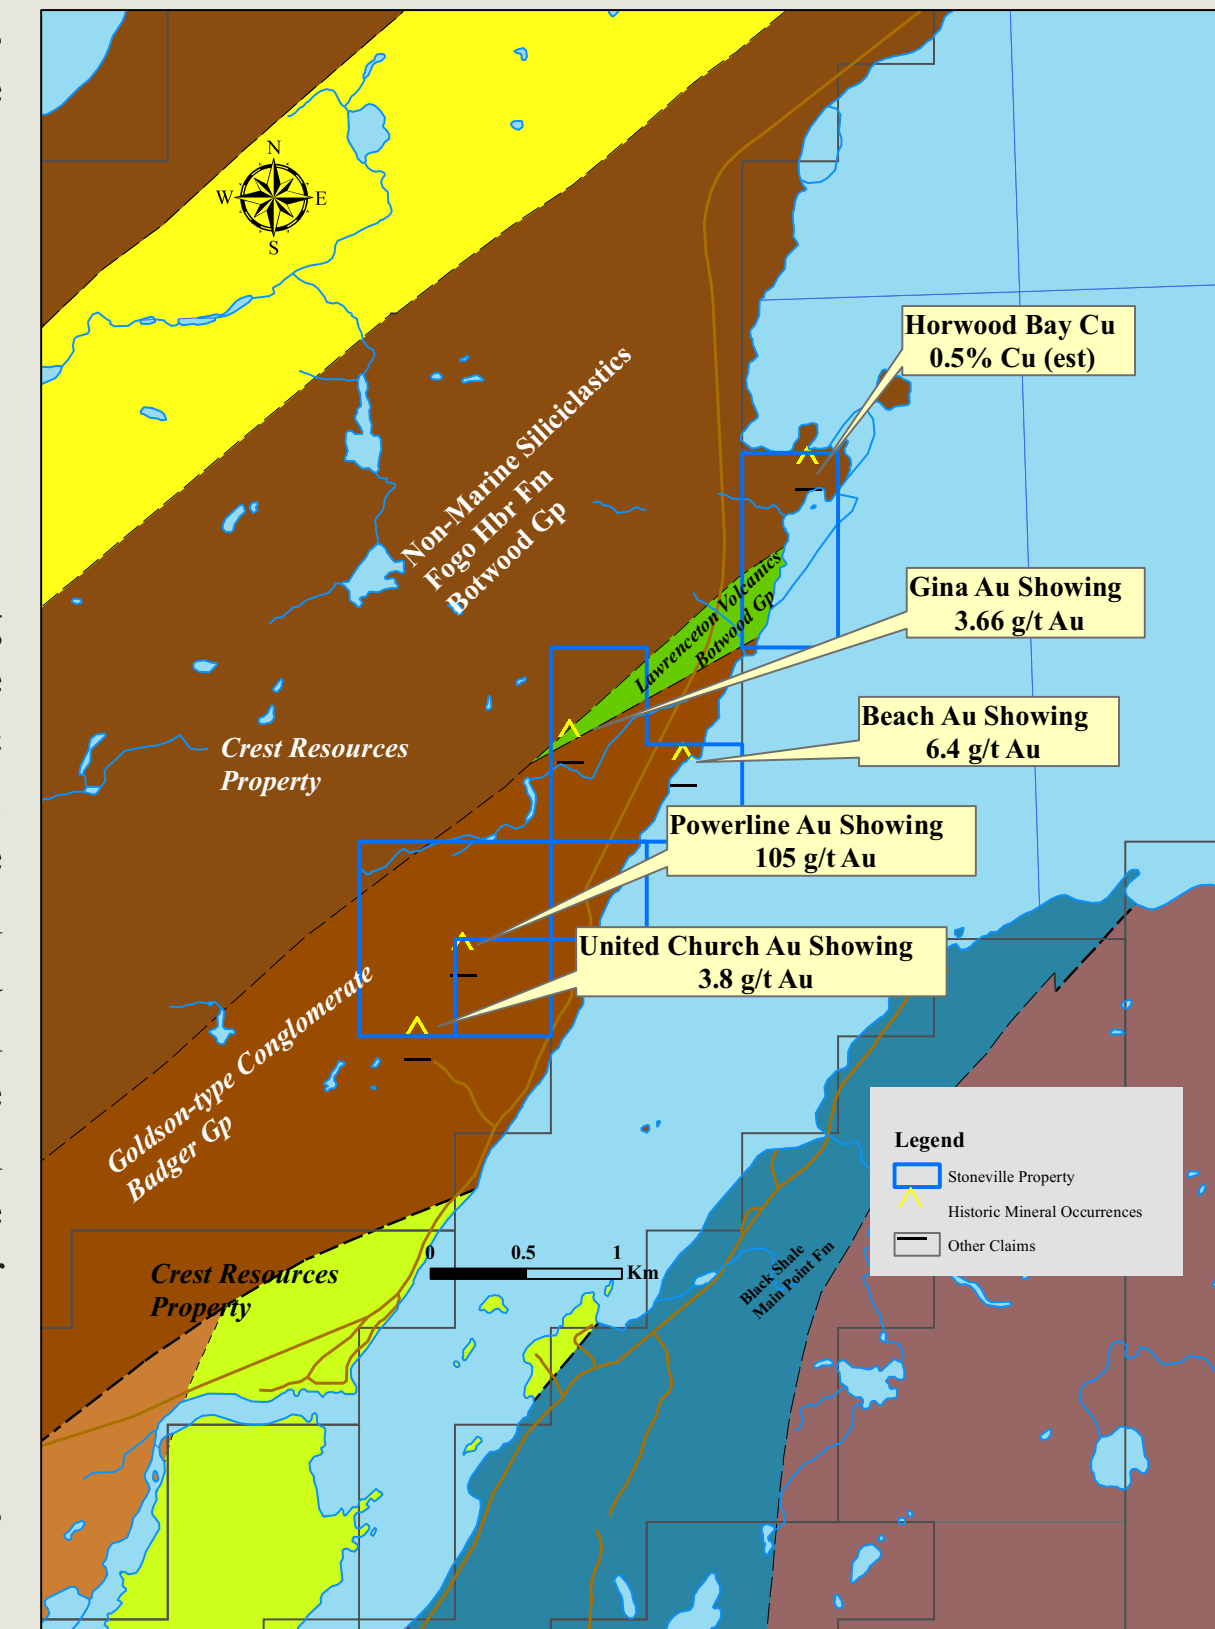 N
W
E
S
Horwood Bay Cu
0.5% Cu (est)
Non-Marine Siliciclastics
Fogo Hbr Fm
Botwood Gp
Gina Au Showing
3.66 g/t Au
Lawrenceton Volcanics
Botwood Gp
Beach Au Showing
6.4 g/t Au
Crest Resources
Property
Powerline Au Showing
105 g/t Au
United Church Au Showing
3.8 g/t Au
Goldson-type Conglomerate
Badger Gp
Legend
Stoneville Property
Historic Mineral Occurrences
Other Claims
0 0.5 1
Km
Black Shale
Main Point Fm
Crest Resources
Property